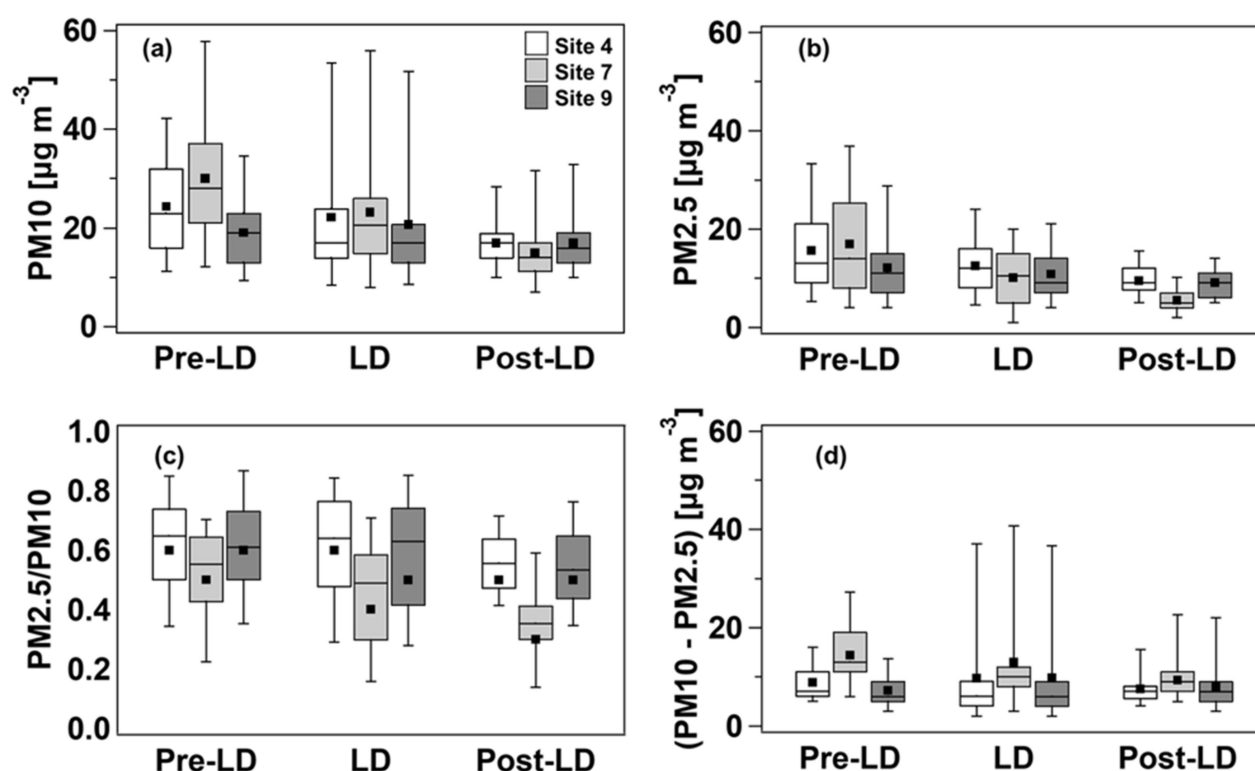 (a)
Site 4
Site 7
Site 9
PM10 [µg m⁻³]
60
40
20
0
Pre-LD LD Post-LD
(b)
PM2.5 [µg m⁻³]
60
40
20
0
Pre-LD LD Post-LD
(c)
PM2.5/PM10
1.0
0.8
0.6
0.4
0.2
0.0
Pre-LD LD Post-LD
(d)
(PM10 - PM2.5) [µg m⁻³]
60
40
20
0
Pre-LD LD Post-LD